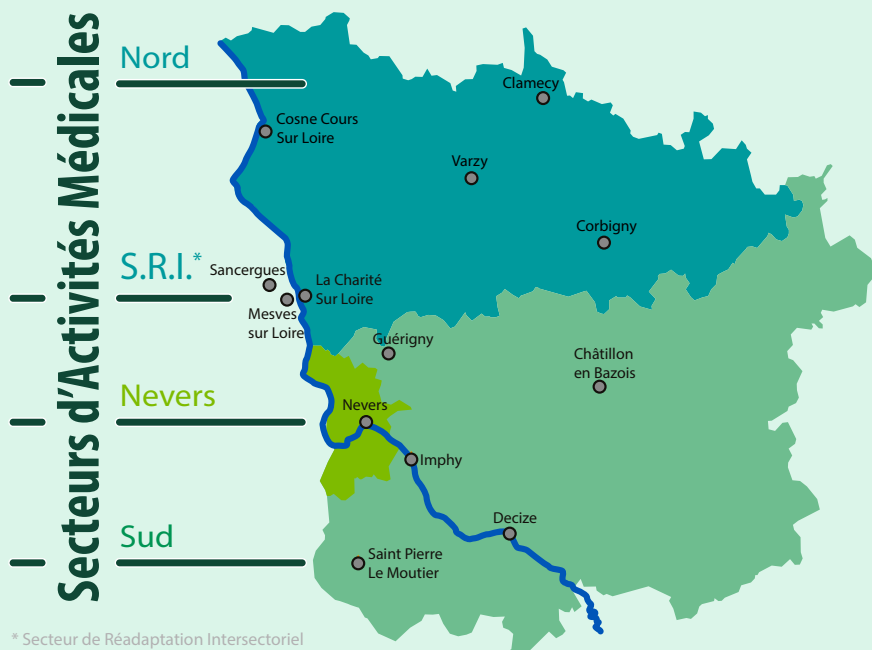 Secteurs d'Activités Médicales
Nord
Clamecy
Cosne Cours
Sur Loire
Varzy
Corbigny
S.R.I.*
Sancergues
La Charité
Sur Loire
Mesves
sur Loire
Guérigny
Châtillon
en Bazois
Nevers
Nevers
Imphy
Decize
Sud
Saint Pierre
Le Moutier
* Secteur de Réadaptation Intersectoriel